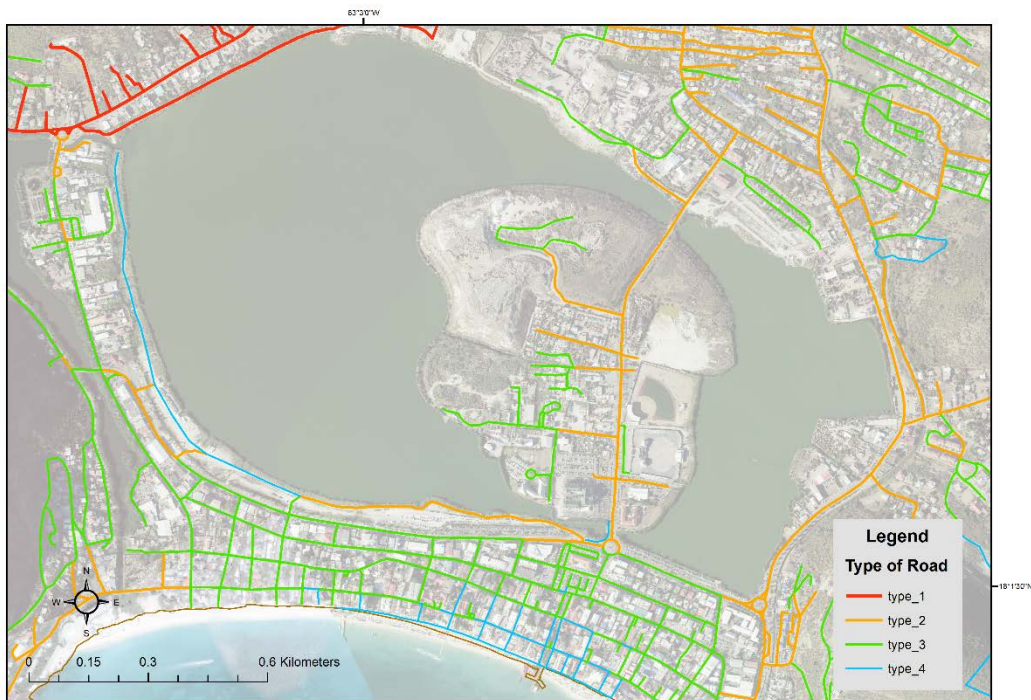 63°3'0"W
18°1'30"N
N
W E
S
0 0.15 0.3 0.6 Kilometers
Legend
Type of Road
type_1
type_2
type_3
type_4